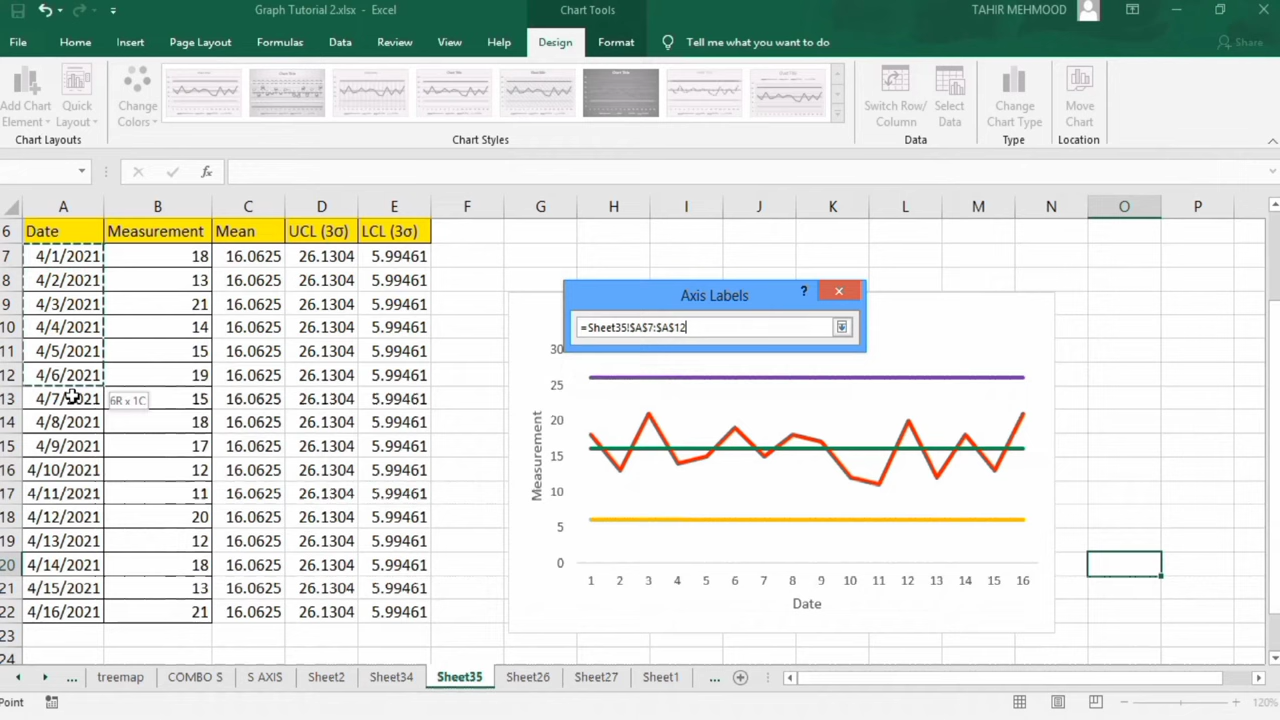 Graph Tutorial 2.xlsx - Excel
Chart Tools
TAHIR MEHMOOD
File Home Insert Page Layout Formulas Data Review View Help Design Format Tell me what you want to do Share
Add Chart Element
Quick Layout
Change Colors
Switch Row/ Column
Select Data
Change Chart Type
Move Chart
Chart Layouts Chart Styles Data Type Location
fx
A B C D E F G H I J K L M N O P
6 Date Measurement Mean UCL (3σ) LCL (3σ)
7 4/1/2021 18 16.0625 26.1304 5.99461
8 4/2/2021 13 16.0625 26.1304 5.99461
9 4/3/2021 21 16.0625 26.1304 5.99461
10 4/4/2021 14 16.0625 26.1304 5.99461
11 4/5/2021 15 16.0625 26.1304 5.99461
12 4/6/2021 19 16.0625 26.1304 5.99461
13 4/7/2021 15 16.0625 26.1304 5.99461
14 4/8/2021 18 16.0625 26.1304 5.99461
15 4/9/2021 17 16.0625 26.1304 5.99461
16 4/10/2021 12 16.0625 26.1304 5.99461
17 4/11/2021 11 16.0625 26.1304 5.99461
18 4/12/2021 20 16.0625 26.1304 5.99461
19 4/13/2021 12 16.0625 26.1304 5.99461
20 4/14/2021 18 16.0625 26.1304 5.99461
21 4/15/2021 13 16.0625 26.1304 5.99461
22 4/16/2021 21 16.0625 26.1304 5.99461
23
24
6R x 1C
Axis Labels ?
=Sheet35!$A$7:$A$12
30
25
20
15
10
5
0
Measurement
1 2 3 4 5 6 7 8 9 10 11 12 13 14 15 16
Date
... treemap COMBO S S AXIS Sheet2 Sheet34 Sheet35 Sheet26 Sheet27 Sheet1 ...
Point
120%